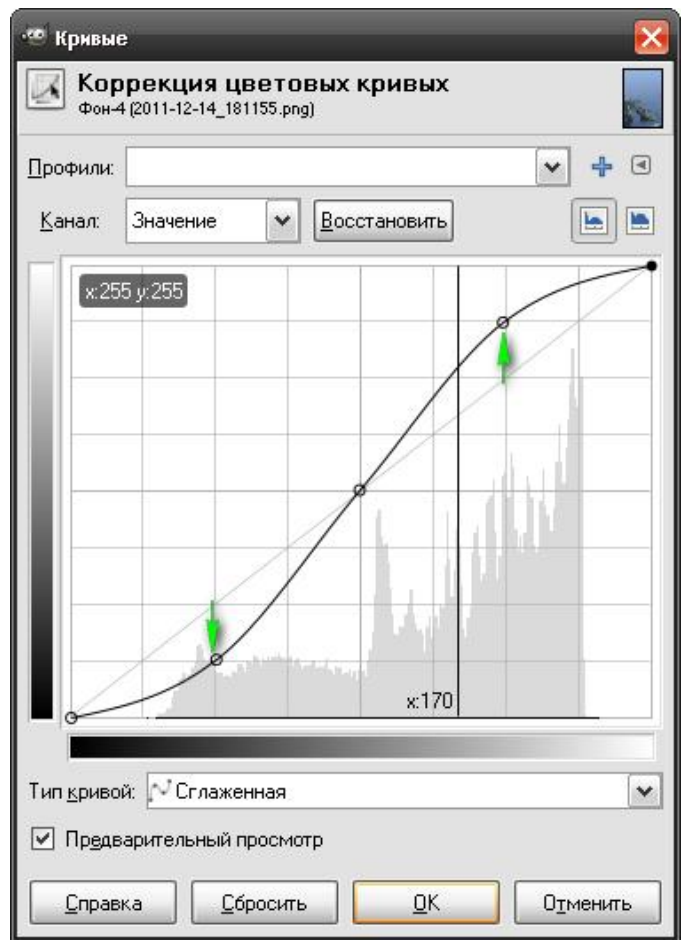 Кривые
Коррекция цветовых кривых
Фон-4 (2011-12-14_181155.png)
Профили:
Канал: Значение Восстановить
x:255 y:255
x:170
Тип кривой: Сглаженная
Предварительный просмотр
Справка Сбросить OK Отменить